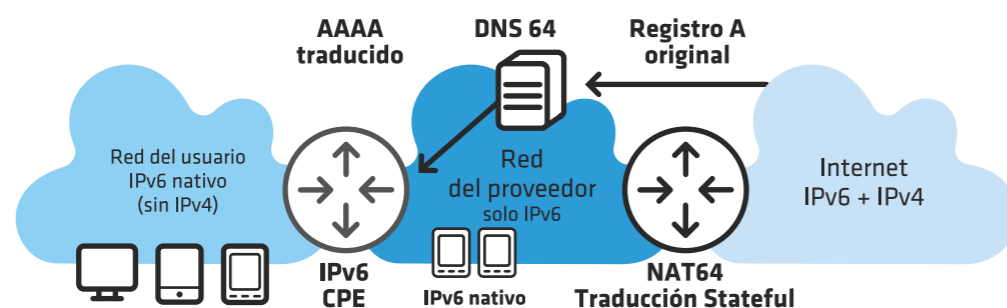 AAAA
traducido
DNS 64
Registro A
original
Red del usuario
IPv6 nativo
(sin IPv4)
Red
del proveedor
solo IPv6
Internet
IPv6 + IPv4
IPv6
CPE
IPv6 nativo
NAT64
Traducción Stateful